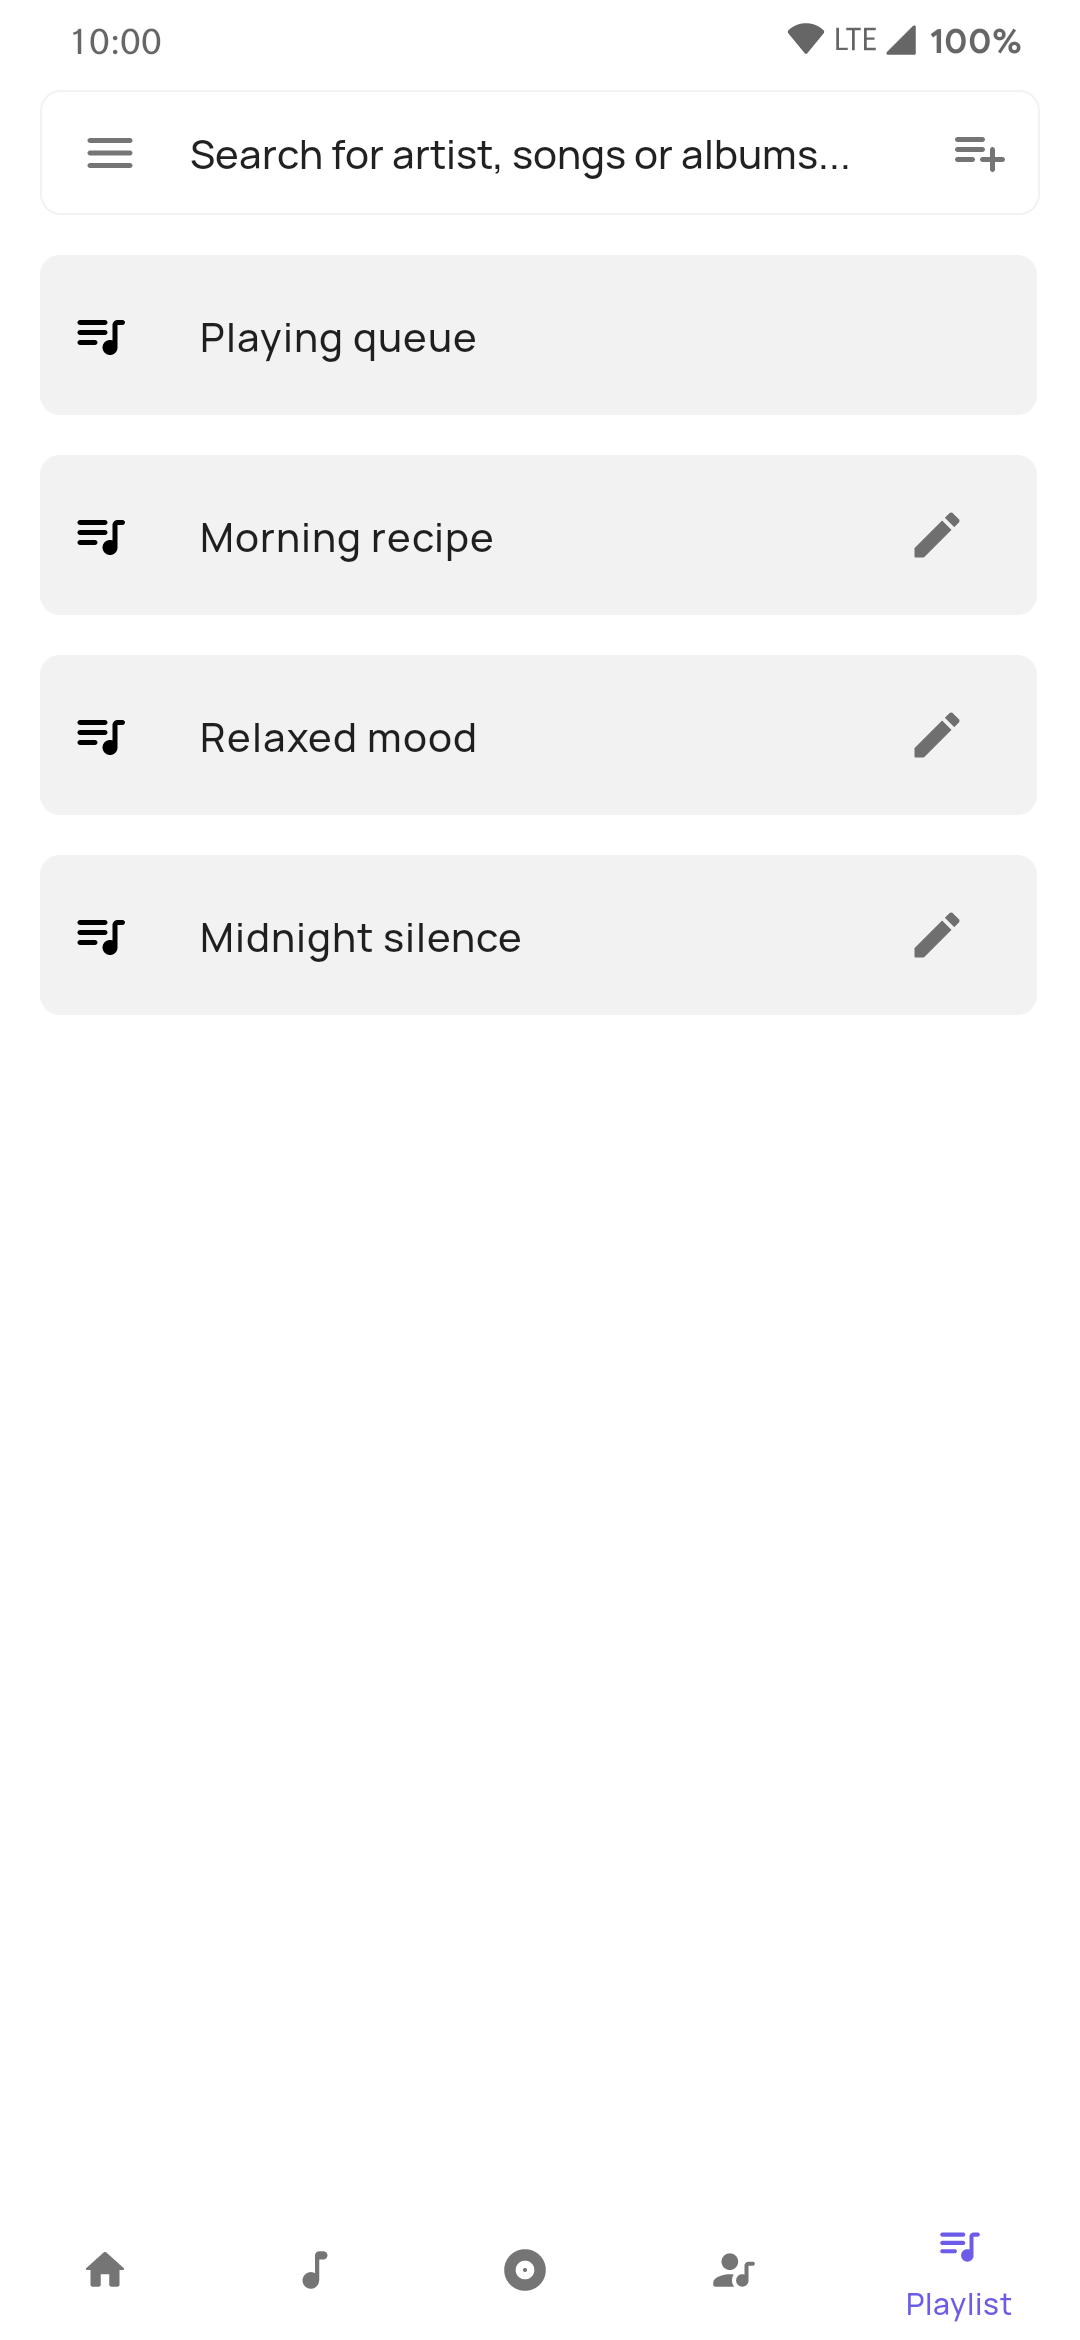 10:00 LTE 100%
Search for artist, songs or albums...
Playing queue
Morning recipe
Relaxed mood
Midnight silence
Playlist